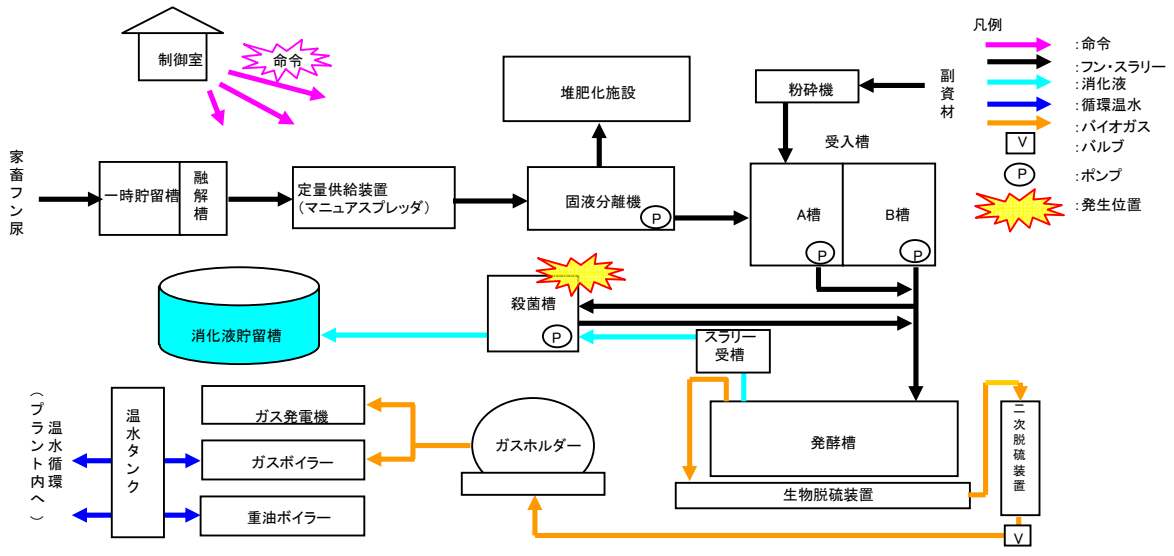 制御室
命令
堆肥化施設
粉砕機
副資材
受入槽
凡例
:命令
:フン・スラリー
:消化液
:循環温水
:バイオガス
V
:バルブ
P
:ポンプ
:発生位置
家畜フン尿
一時貯留槽
融解槽
定量供給装置
(マニュアスプレッダ)
固液分離機
P
A槽
P
B槽
P
殺菌槽
P
消化液貯留槽
スラリー
受槽
温水循環
(プラント内へ)
温水タンク
ガス発電機
ガスボイラー
重油ボイラー
ガスホルダー
発酵槽
生物脱硫装置
二次脱硫装置
V